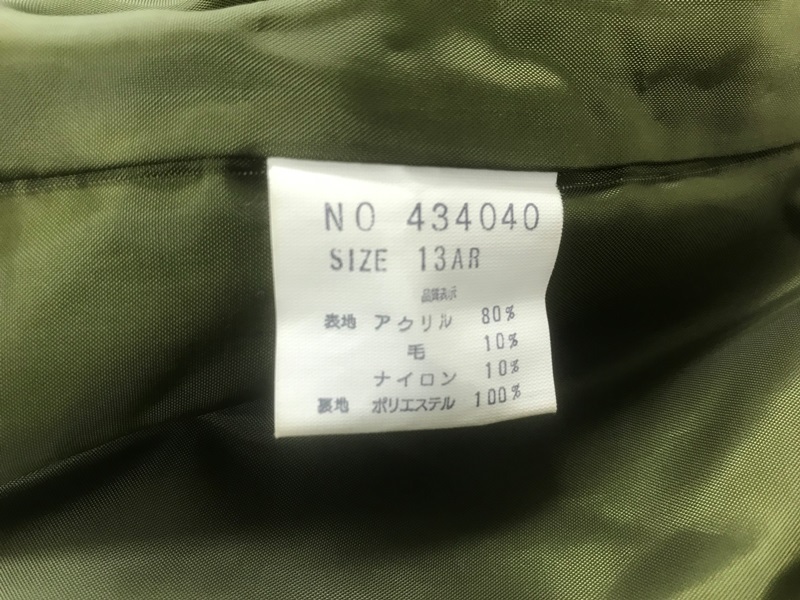 NO 434040
SIZE 13AR
品質表示
表地 アクリル 80%
毛 10%
ナイロン 10%
裏地 ポリエステル 100%